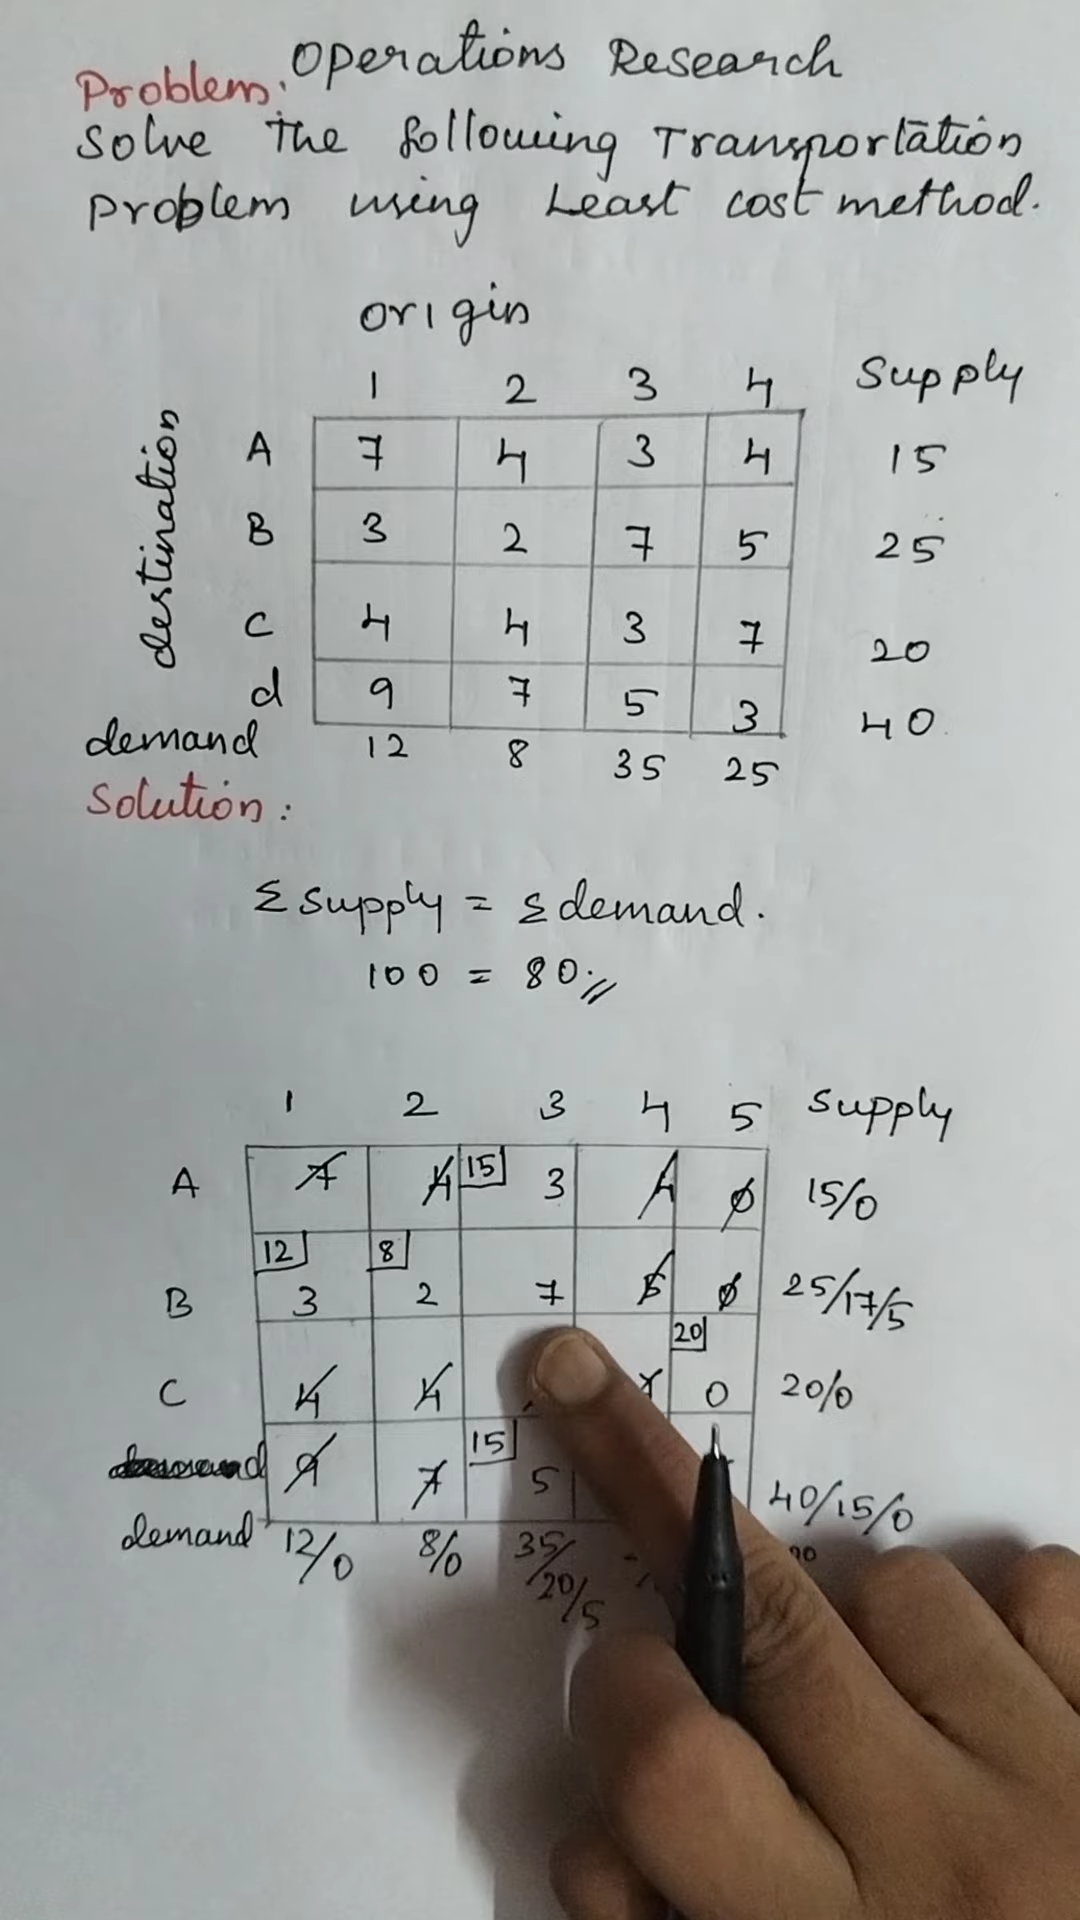 Operations Research
Problem:
Solve The following Transportation
Problem using Least cost method.
origin
1 2 3 4 Supply
destination
A 7 4 3 4 15
B 3 2 7 5 25
C 4 4 3 7 20
d 9 7 5 3 40
demand 12 8 35 25
Solution:
Σ Supply = Σ demand.
100 = 80.//
1 2 3 4 5 Supply
A 7 4 15 3 4 0 15/0
12 8
B 3 2 7 5 0 25/17/5
20
C 4 4 7 0 20/0
15
d 9 7 5 40/15/0
demand 12/0 8/0 35/20/5